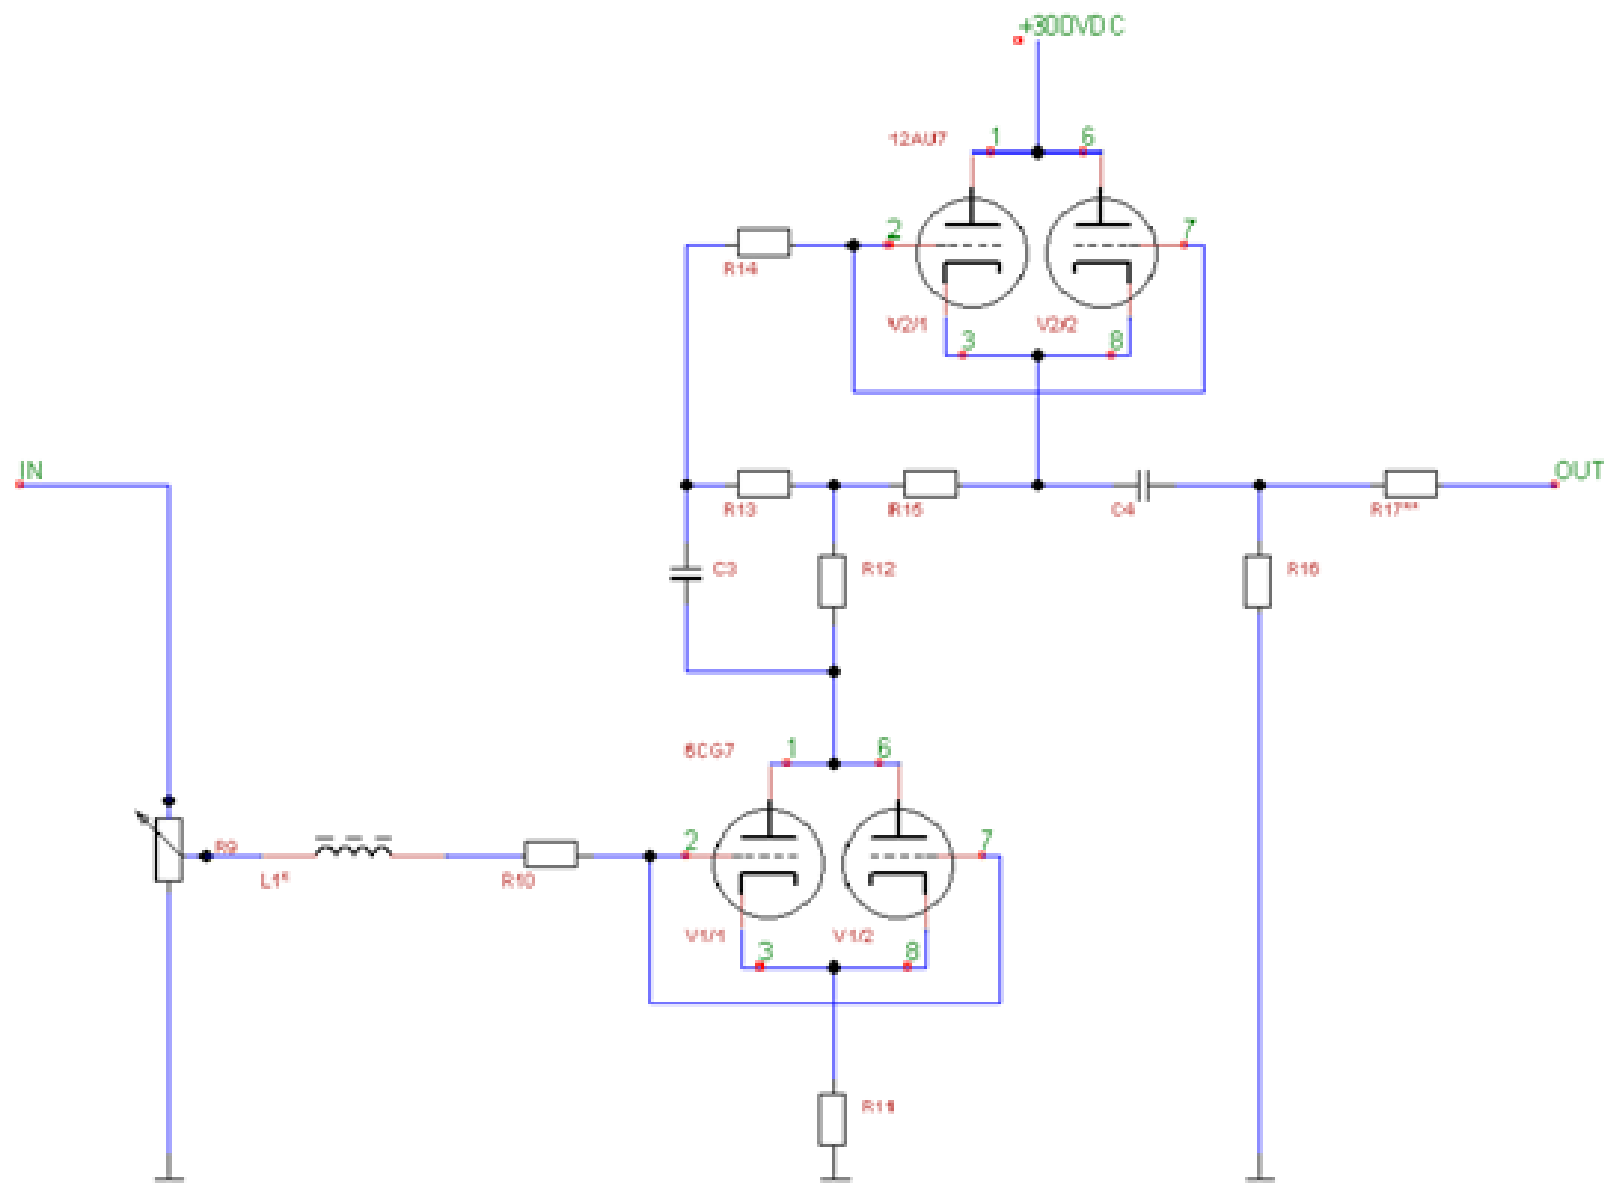 +300VDC
12AU7
1
6
2
7
R14
V2/1
V2/2
3
8
IN
OUT
R13
R15
C4
R17**
C3
R12
R16
6CG7
1
6
2
7
R9
L1*
R10
V1/1
V1/2
3
8
R11